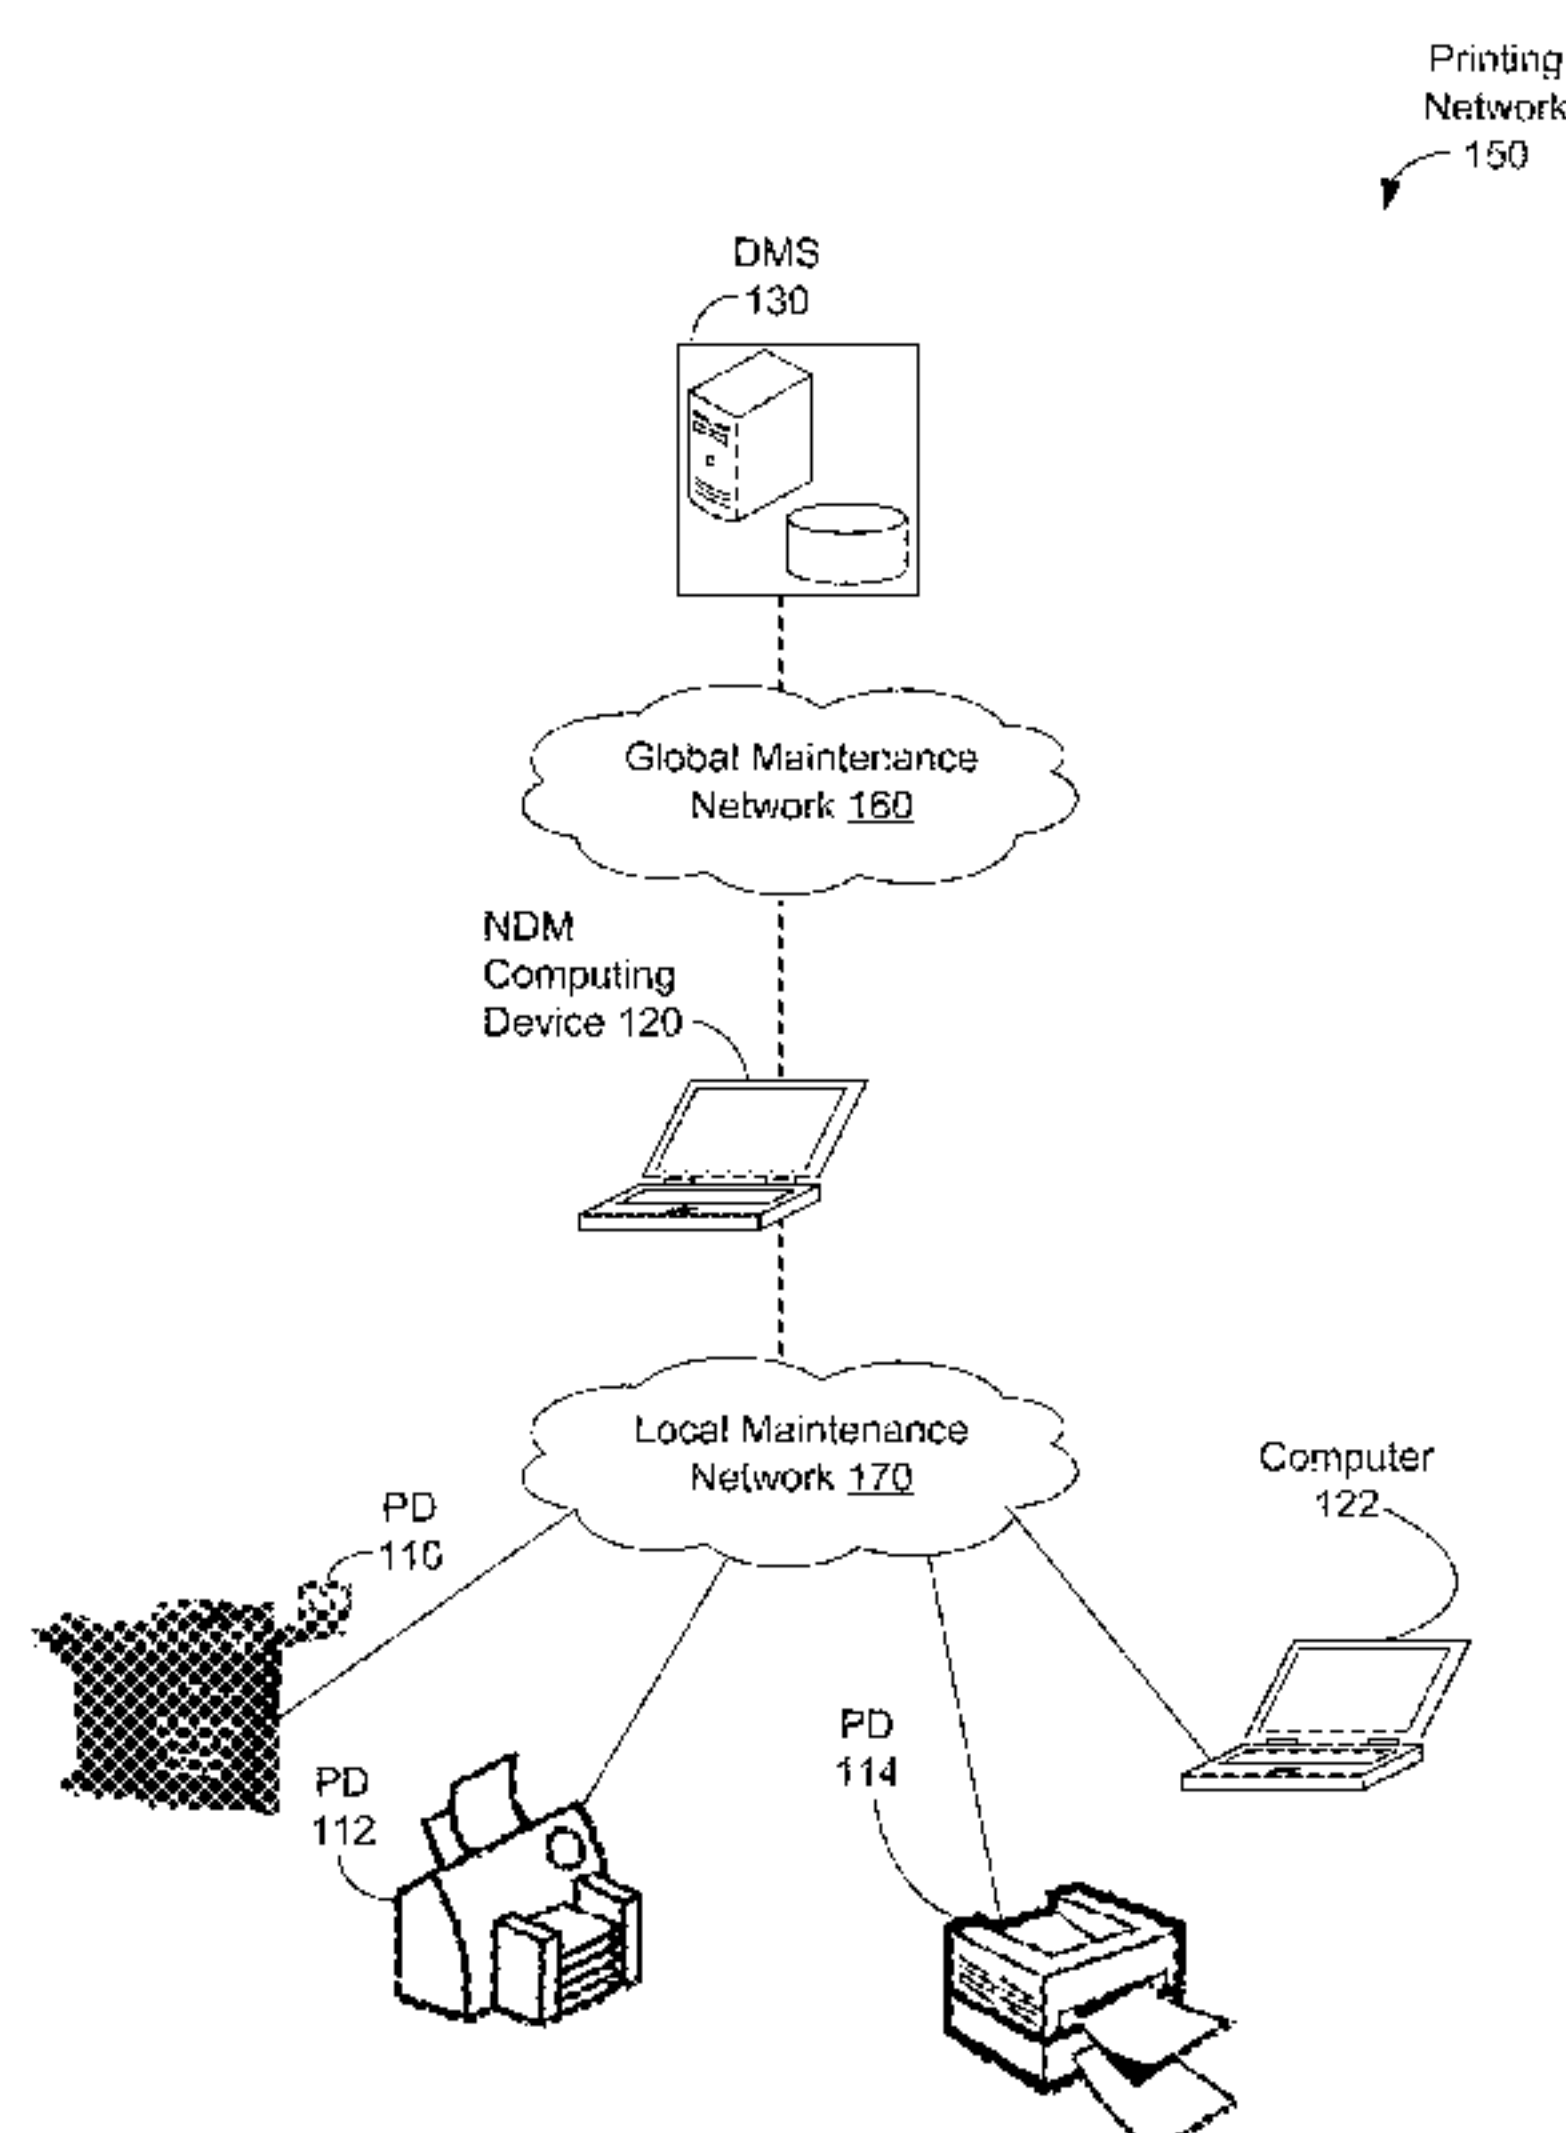 Printing
Network
150
DMS
130
Global Maintenance
Network 160
NDM
Computing
Device 120
Local Maintenance
Network 170
Computer
122
PD
110
PD
114
PD
112